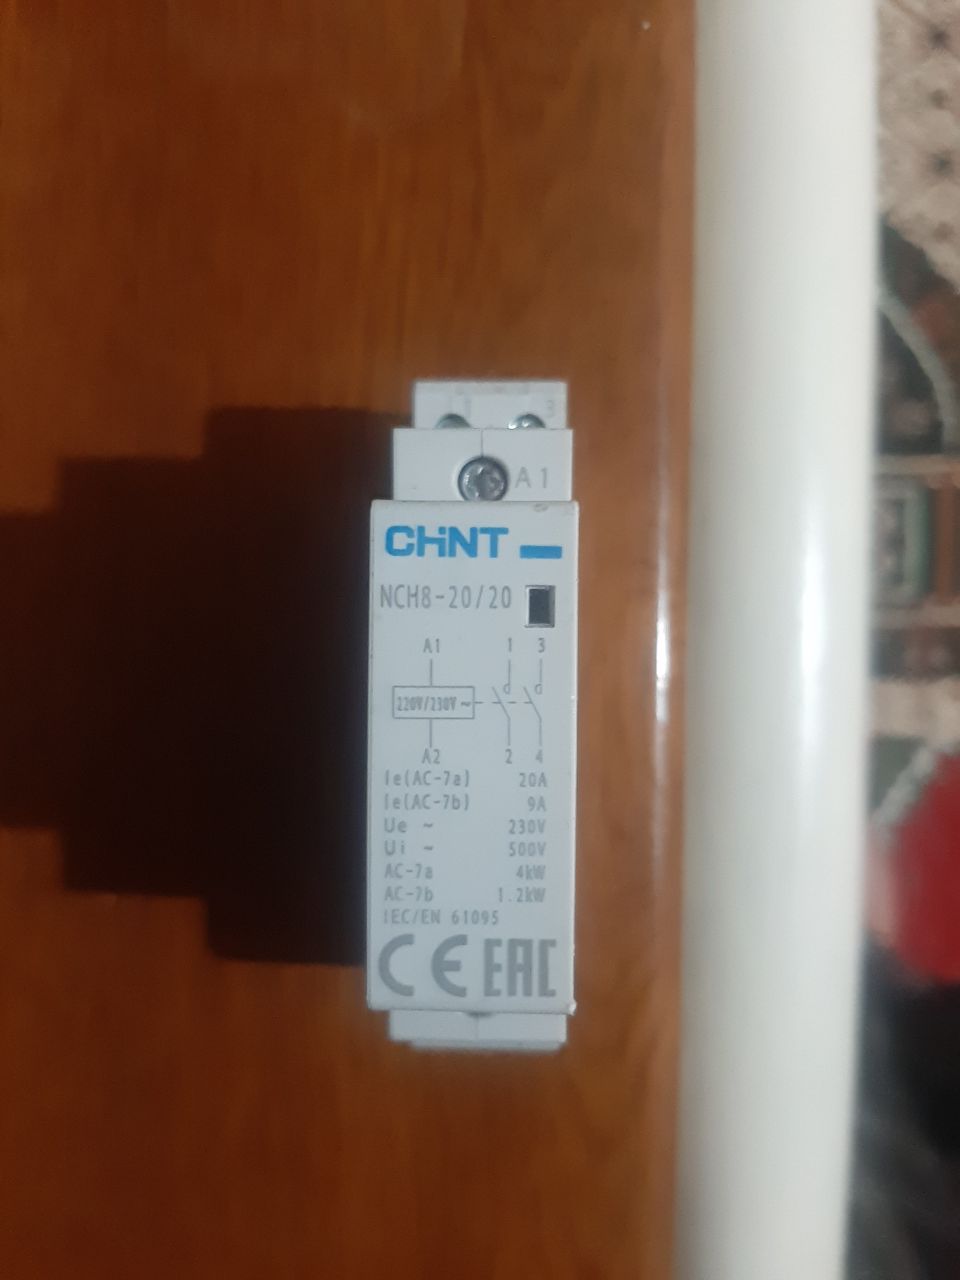 1 3
A1
CHiNT
NCH8-20/20
A1 1 3
220V/230V ~
A2 2 4
Ie(AC-7a) 20A
Ie(AC-7b) 9A
Ue ~ 230V
Ui ~ 500V
AC-7a 4kW
AC-7b 1.2kW
IEC/EN 61095
CE EAC